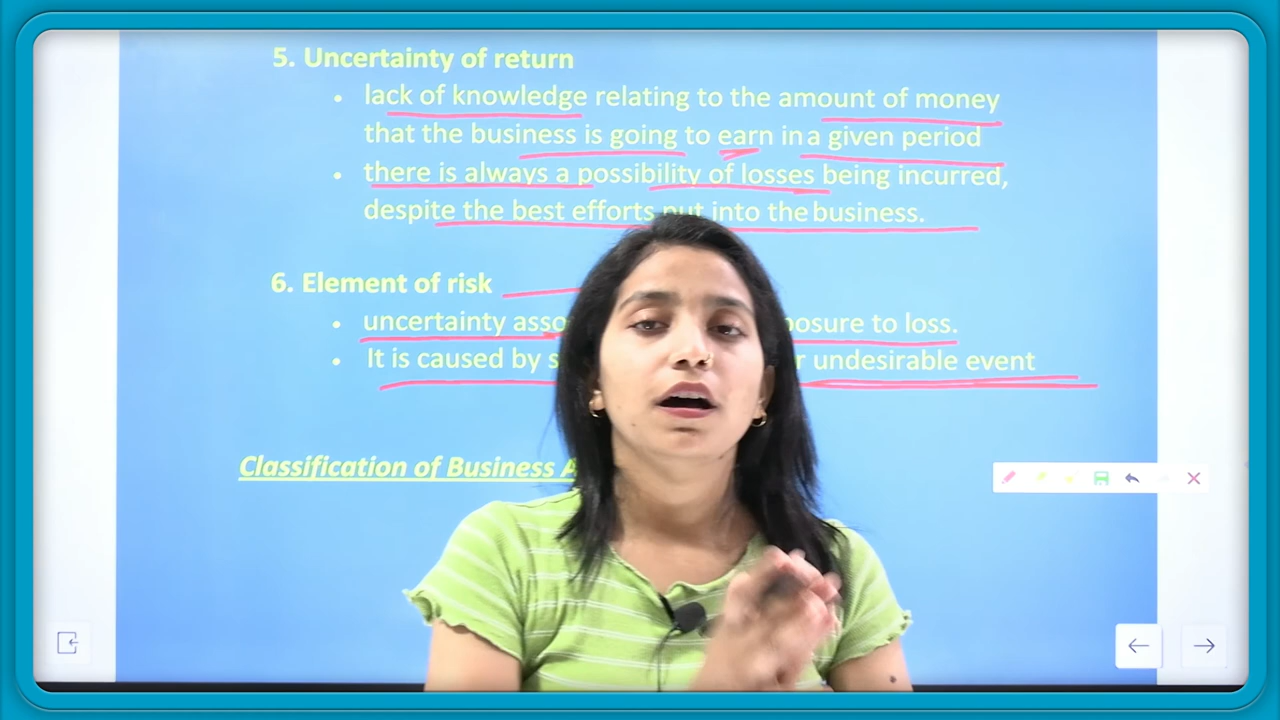 5. Uncertainty of return
lack of knowledge relating to the amount of money
that the business is going to earn in a given period
there is always a possibility of losses being incurred,
despite the best efforts put into the business.
6. Element of risk
uncertainty to loss.
It is caused by undesirable event
Classification of Business